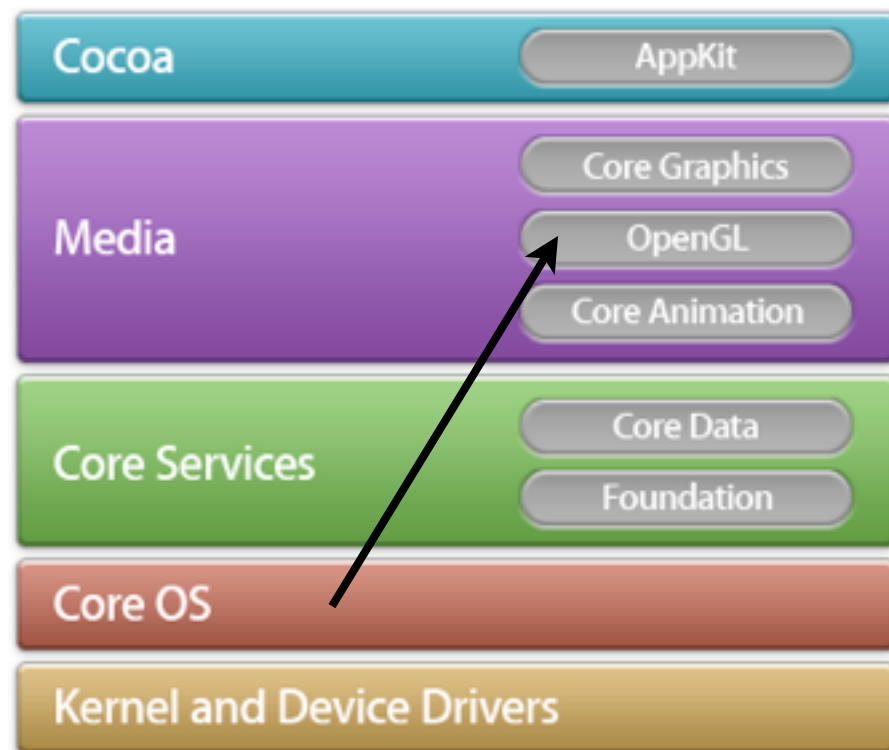 Cocoa
AppKit
Media
Core Graphics
OpenGL
Core Animation
Core Services
Core Data
Foundation
Core OS
Kernel and Device Drivers